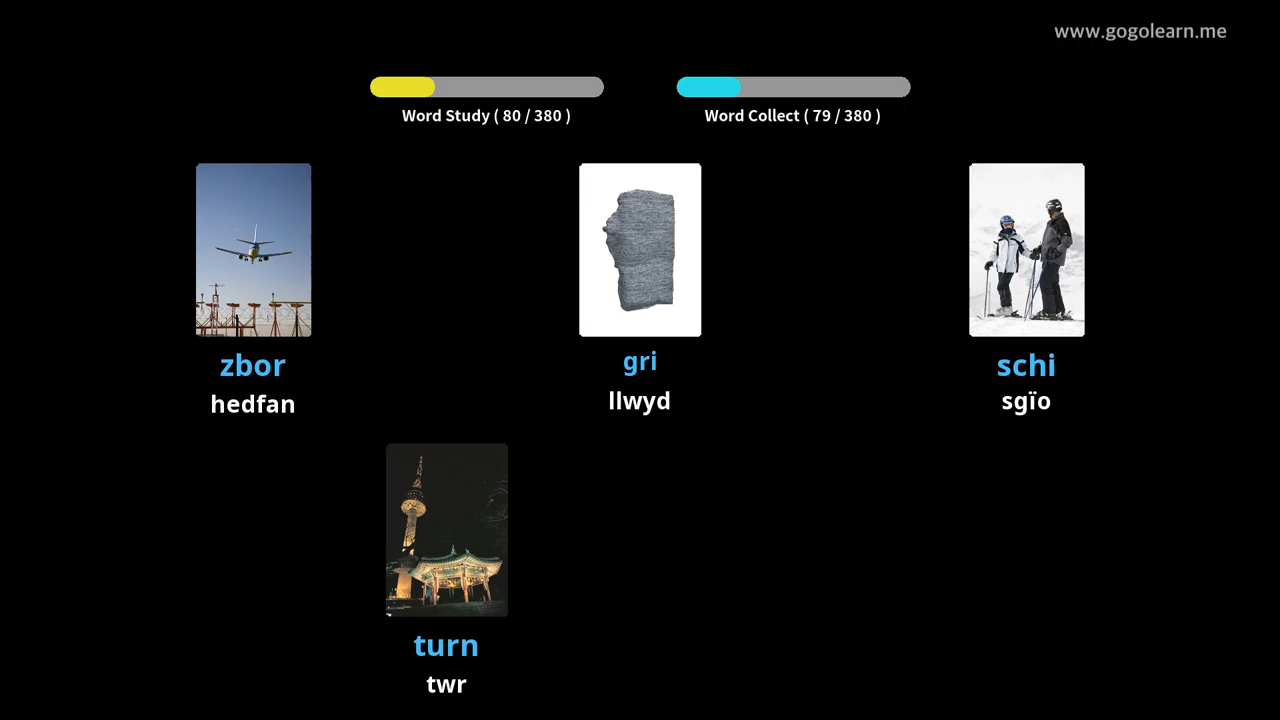 www.gogolearn.me
Word Study ( 80 / 380 )
Word Collect ( 79 / 380 )
zbor
hedfan
gri
llwyd
schi
sgïo
turn
twr